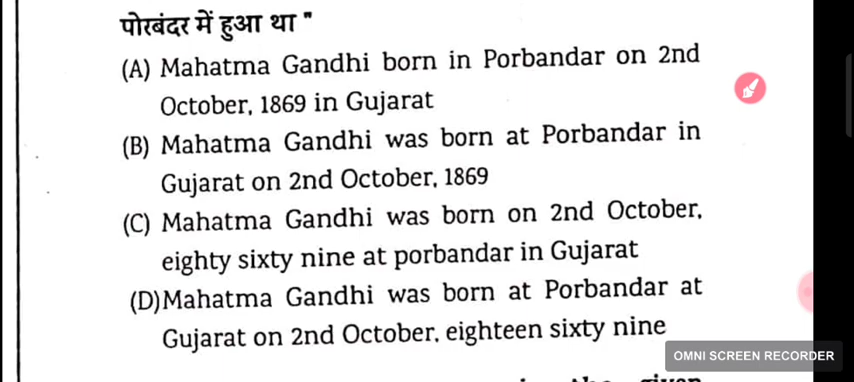 पोरबंदर में हुआ था "
(A) Mahatma Gandhi born in Porbandar on 2nd
October, 1869 in Gujarat
(B) Mahatma Gandhi was born at Porbandar in
Gujarat on 2nd October, 1869
(C) Mahatma Gandhi was born on 2nd October,
eighty sixty nine at porbandar in Gujarat
(D)Mahatma Gandhi was born at Porbandar at
Gujarat on 2nd October, eighteen sixty nine
OMNI SCREEN RECORDER
the given